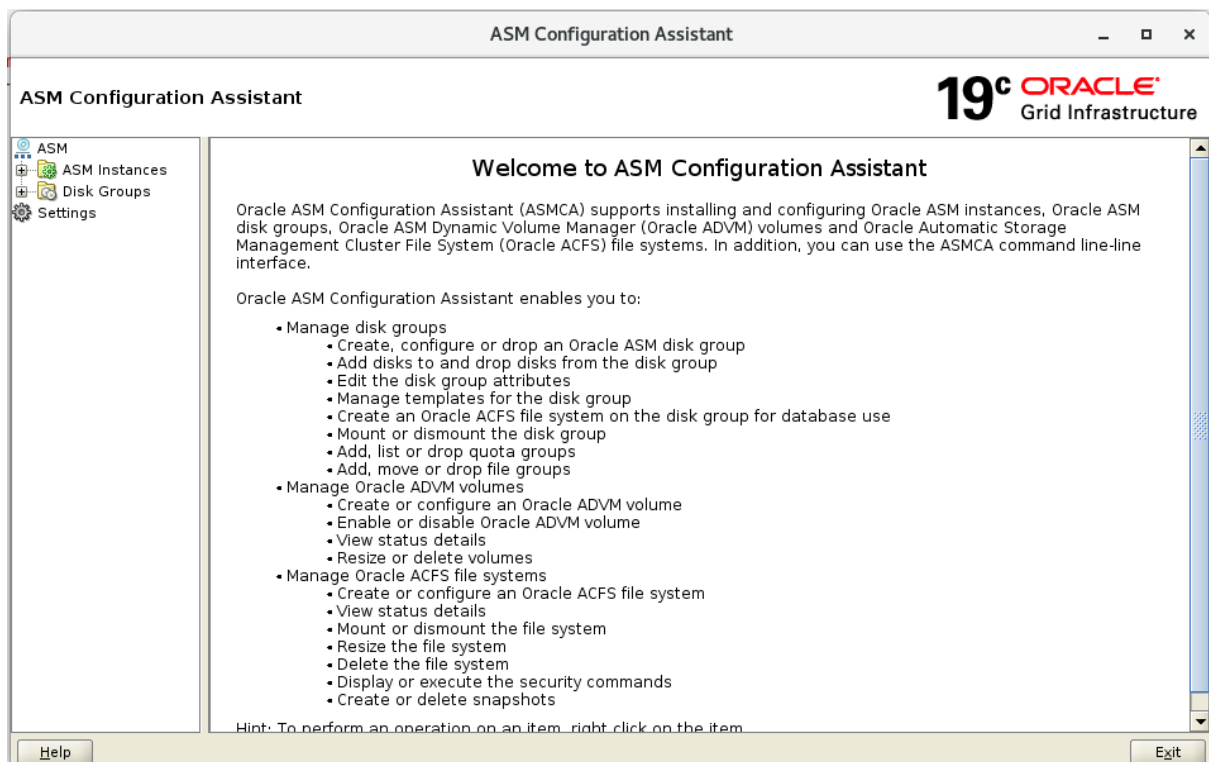 ASM Configuration Assistant
ASM Configuration Assistant
19c ORACLE
Grid Infrastructure
ASM
ASM Instances
Disk Groups
Settings
Welcome to ASM Configuration Assistant
Oracle ASM Configuration Assistant (ASMCA) supports installing and configuring Oracle ASM instances, Oracle ASM
disk groups, Oracle ASM Dynamic Volume Manager (Oracle ADVM) volumes and Oracle Automatic Storage
Management Cluster File System (Oracle ACFS) file systems. In addition, you can use the ASMCA command line-line
interface.
Oracle ASM Configuration Assistant enables you to:
• Manage disk groups
• Create, configure or drop an Oracle ASM disk group
• Add disks to and drop disks from the disk group
• Edit the disk group attributes
• Manage templates for the disk group
• Create an Oracle ACFS file system on the disk group for database use
• Mount or dismount the disk group
• Add, list or drop quota groups
• Add, move or drop file groups
• Manage Oracle ADVM volumes
• Create or configure an Oracle ADVM volume
• Enable or disable Oracle ADVM volume
• View status details
• Resize or delete volumes
• Manage Oracle ACFS file systems
• Create or configure an Oracle ACFS file system
• View status details
• Mount or dismount the file system
• Resize the file system
• Delete the file system
• Display or execute the security commands
• Create or delete snapshots
Hint: To perform an operation on an item, right click on the item
Help
Exit